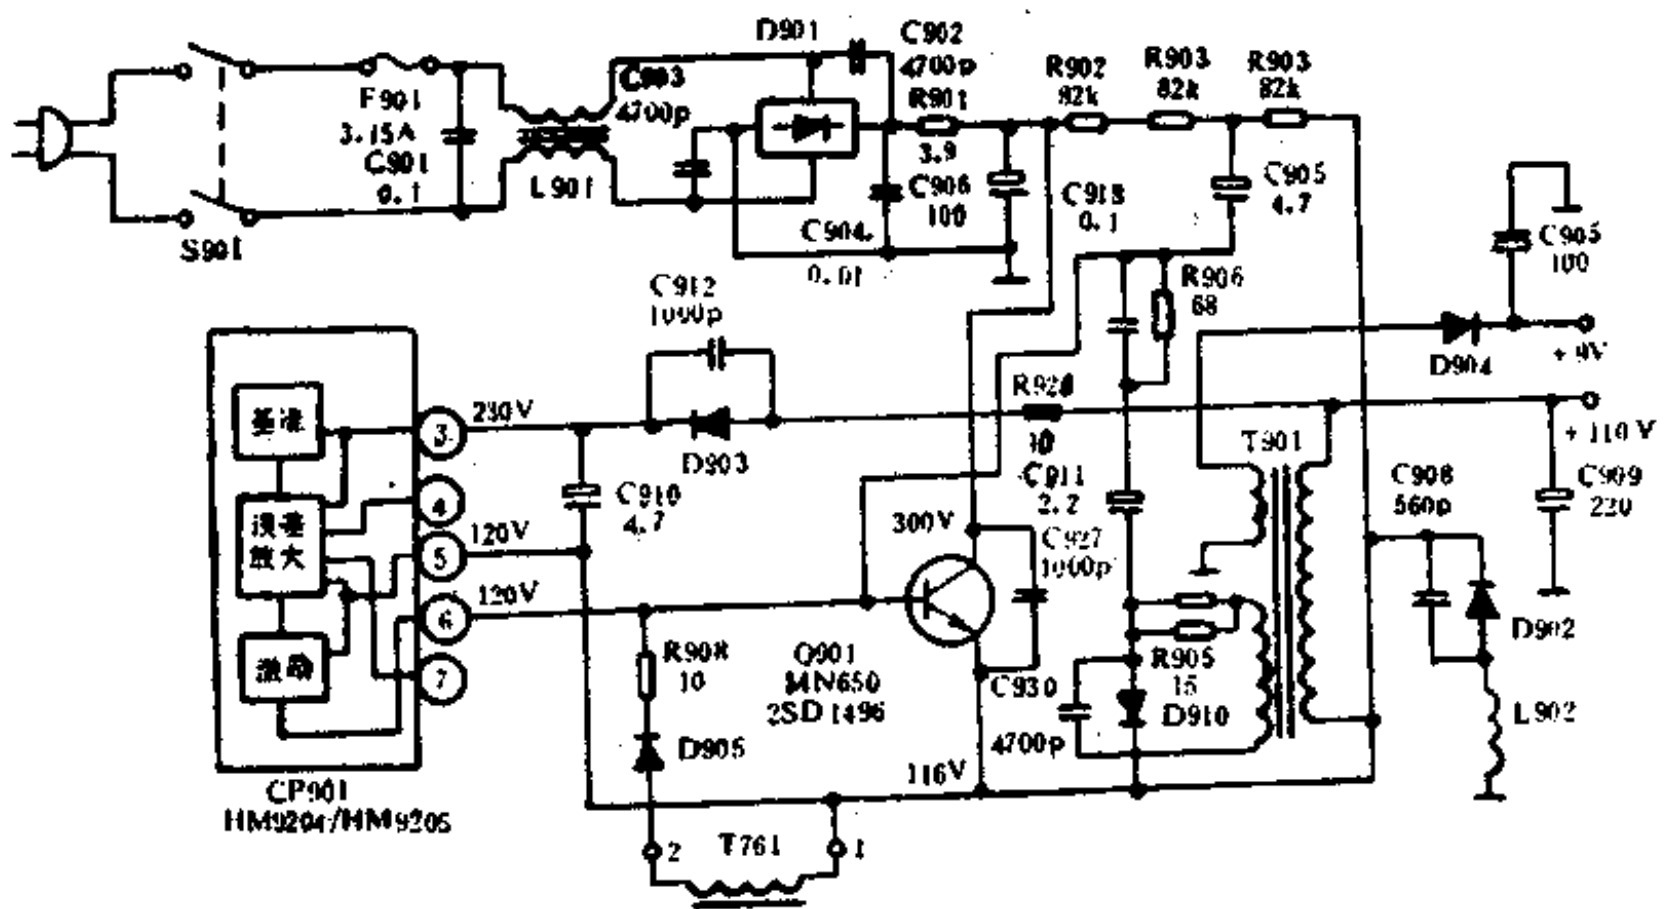 D901
C902
4700p
C903
4700p
R901
3.9
R902
82k
R903
82k
R903
82k
F901
3.15A
C901
0.1
L901
S901
C906
100
C904
0.01
C918
0.1
C905
4.7
C905
100
R906
68
D904
+9V
C912
1000p
D903
R928
10
+110V
T901
C908
560p
C909
220
C911
2.2
C927
1000p
300V
基准
误差
放大
激励
3
4
5
6
7
230V
120V
120V
C910
4.7
R908
10
D905
Q901
MN650
2SD1496
C930
4700p
R905
15
D910
D902
L902
116V
CP901
HM9204/HM9205
2
T761
1